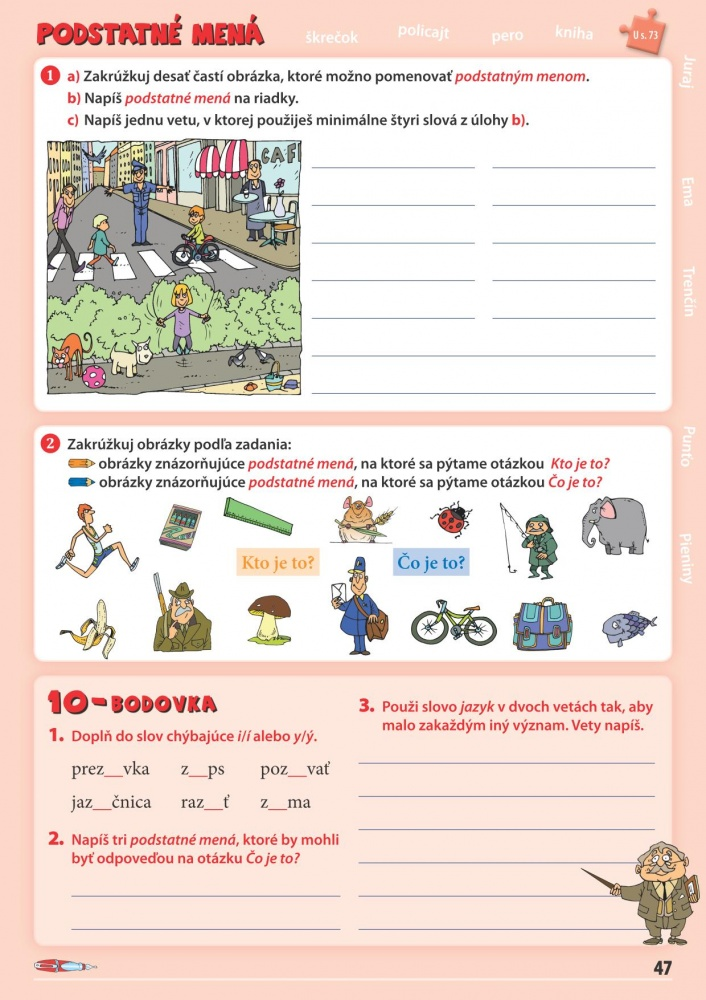 PODSTATNÉ MENÁ
škrečok
policajt
pero
kniha
U s. 73
Juraj
Ema
Trenčín
Punťo
Pieniny
1 a) Zakrúžkuj desať častí obrázka, ktoré možno pomenovať podstatným menom.
b) Napíš podstatné mená na riadky.
c) Napíš jednu vetu, v ktorej použiješ minimálne štyri slová z úlohy b).
CAFE
2 Zakrúžkuj obrázky podľa zadania:
obrázky znázorňujúce podstatné mená, na ktoré sa pýtame otázkou Kto je to?
obrázky znázorňujúce podstatné mená, na ktoré sa pýtame otázkou Čo je to?
Kto je to?
Čo je to?
10-BODOVKA
1. Doplň do slov chýbajúce i/í alebo y/ý.
prez__vka z__ps poz__vať
jaz__čnica raz__ť z__ma
2. Napíš tri podstatné mená, ktoré by mohli
byť odpoveďou na otázku Čo je to?
3. Použi slovo jazyk v dvoch vetách tak, aby
malo zakaždým iný význam. Vety napíš.
47